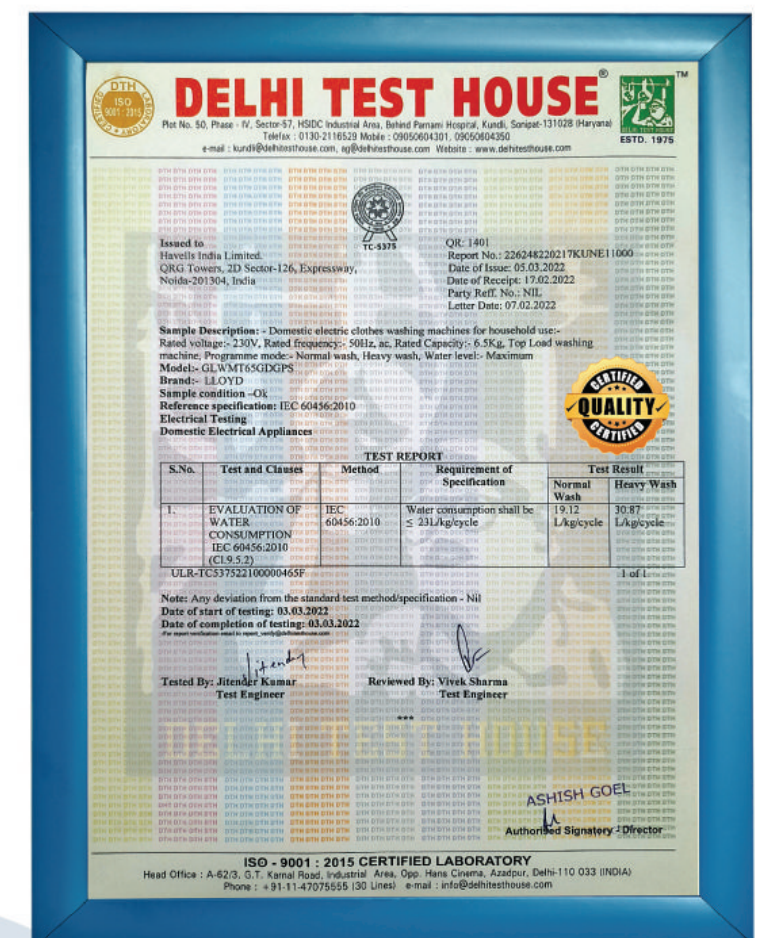 DTH
ISO
9001 : 2015
CERTIFIED LABORATORY
DELHI TEST HOUSE®
TM
DELHI TEST HOUSE
ESTD. 1975
Plot No. 50, Phase - IV, Sector-57, HSIDC Industrial Area, Behind Parnami Hospital, Kundli, Sonipat-131028 (Haryana)
Telefax : 0130-2116529 Mobile : 09050604301, 09050604350
e-mail : kundli@delhitesthouse.com, ag@delhitesthouse.com Website : www.delhitesthouse.com
TC-5375
Issued to
Havells India Limited.
QRG Towers, 2D Sector-126, Expressway,
Noida-201304, India
QR: 1401
Report No.: 226248220217KUNE11000
Date of Issue: 05.03.2022
Date of Receipt: 17.02.2022
Party Reff. No.: NIL
Letter Date: 07.02.2022
Sample Description: - Domestic electric clothes washing machines for household use:-
Rated voltage:- 230V, Rated frequency:- 50Hz, ac, Rated Capacity:- 6.5Kg, Top Load washing
machine, Programme mode:- Normal wash, Heavy wash, Water level:- Maximum
Model:- GLWMT65GDGPS
Brand:- LLOYD
Sample condition –Ok
Reference specification: IEC 60456:2010
Electrical Testing
Domestic Electrical Appliances
CERTIFIED
QUALITY
CERTIFIED
TEST REPORT
S.No. Test and Clauses Method Requirement of Specification Test Result
Normal Wash Heavy Wash
1. EVALUATION OF IEC Water consumption shall be 19.12 30.87
WATER 60456:2010 ≤ 23L/kg/cycle L/kg/cycle L/kg/cycle
CONSUMPTION
IEC 60456:2010
(Cl.9.5.2)
ULR-TC537522100000465F 1 of 1
Note: Any deviation from the standard test method/specification - Nil
Date of start of testing: 03.03.2022
Date of completion of testing: 03.03.2022
Jitendra
Tested By: Jitender Kumar Reviewed By: Vivek Sharma
Test Engineer Test Engineer
***
DELHI TEST HOUSE
ASHISH GOEL
Authorised Signatory - Director
ISO - 9001 : 2015 CERTIFIED LABORATORY
Head Office : A-62/3, G.T. Karnal Road, Industrial Area, Opp. Hans Cinema, Azadpur, Delhi-110 033 (INDIA)
Phone : +91-11-47075555 (30 Lines) e-mail : info@delhitesthouse.com